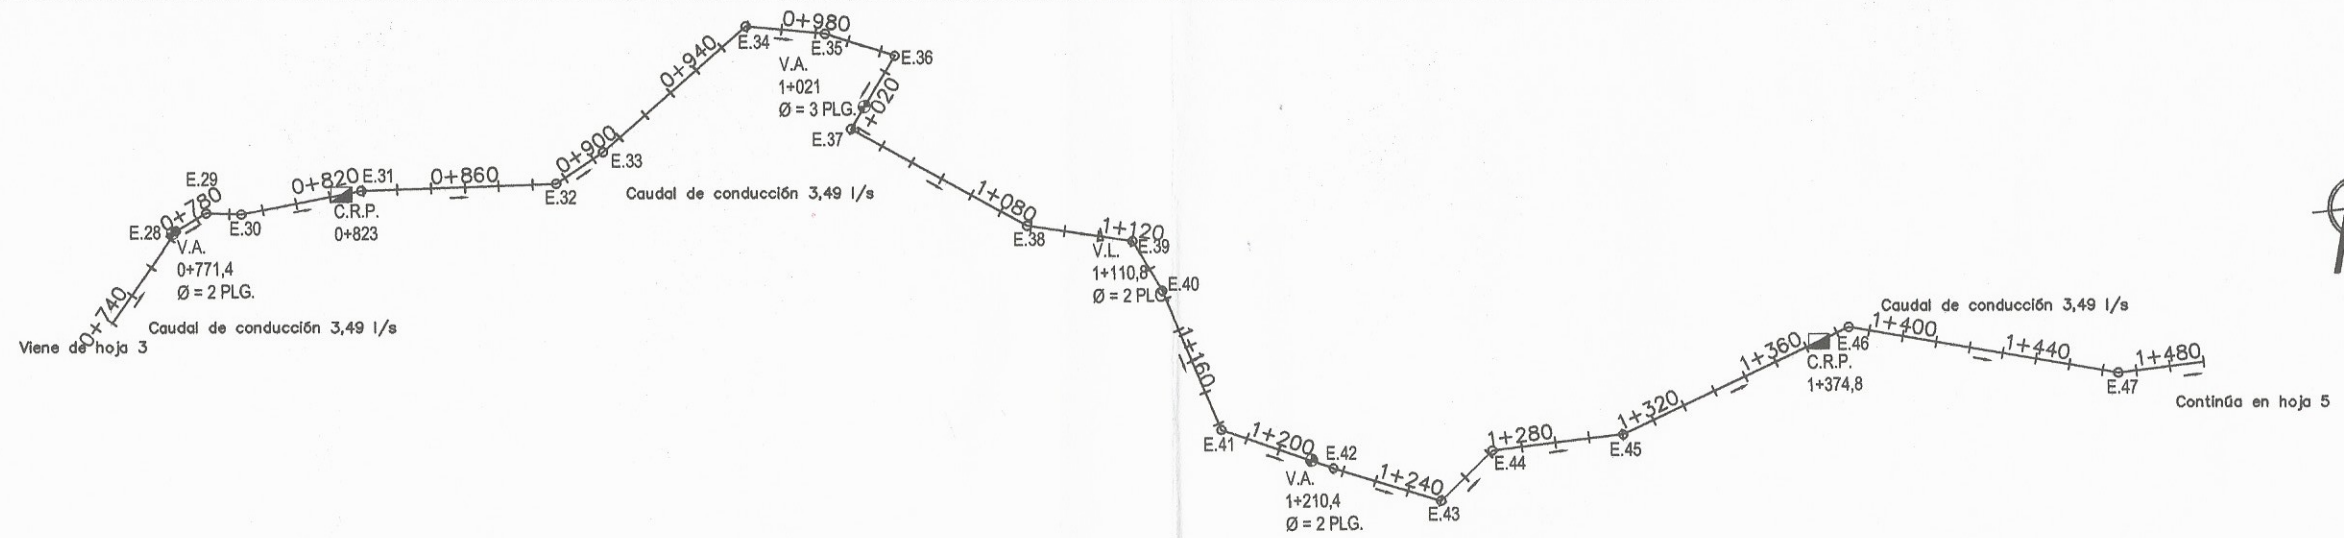 Viene de hoja 3
0+740
Caudal de conducción 3,49 l/s
E.28
V.A.
0+771,4
Ø = 2 PLG.
0+780
E.29
E.30
0+820
C.R.P.
0+823
E.31
0+860
E.32
0+900
E.33
Caudal de conducción 3,49 l/s
0+940
E.34
0+980
E.35
V.A.
1+021
Ø = 3 PLG.
E.36
1+020
E.37
1+080
E.38
1+120
V.L.
1+110,8
Ø = 2 PLG
E.39
E.40
1+160
E.41
1+200
V.A.
1+210,4
Ø = 2 PLG.
E.42
1+240
E.43
E.44
1+280
E.45
1+320
1+360
C.R.P.
1+374,8
E.46
Caudal de conducción 3,49 l/s
1+400
1+440
E.47
1+480
Continúa en hoja 5